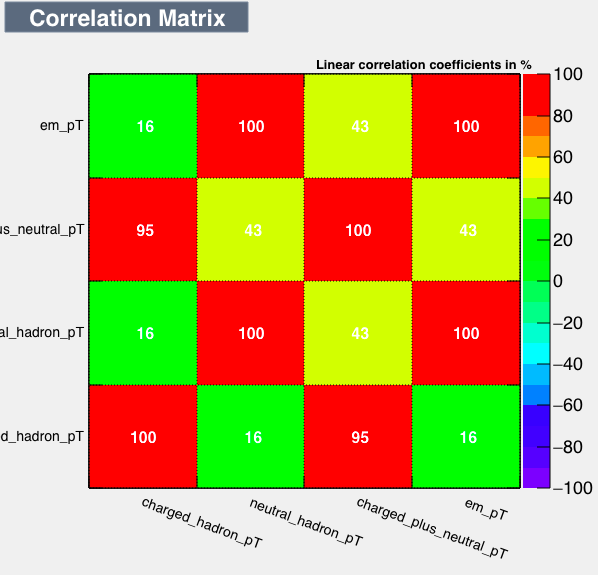 Correlation Matrix
Linear correlation coefficients in %
em_pT 16 100 43 100
us_neutral_pT 95 43 100 43
al_hadron_pT 16 100 43 100
ed_hadron_pT 100 16 95 16
charged_hadron_pT neutral_hadron_pT charged_plus_neutral_pT em_pT
100
80
60
40
20
0
−20
−40
−60
−80
−100